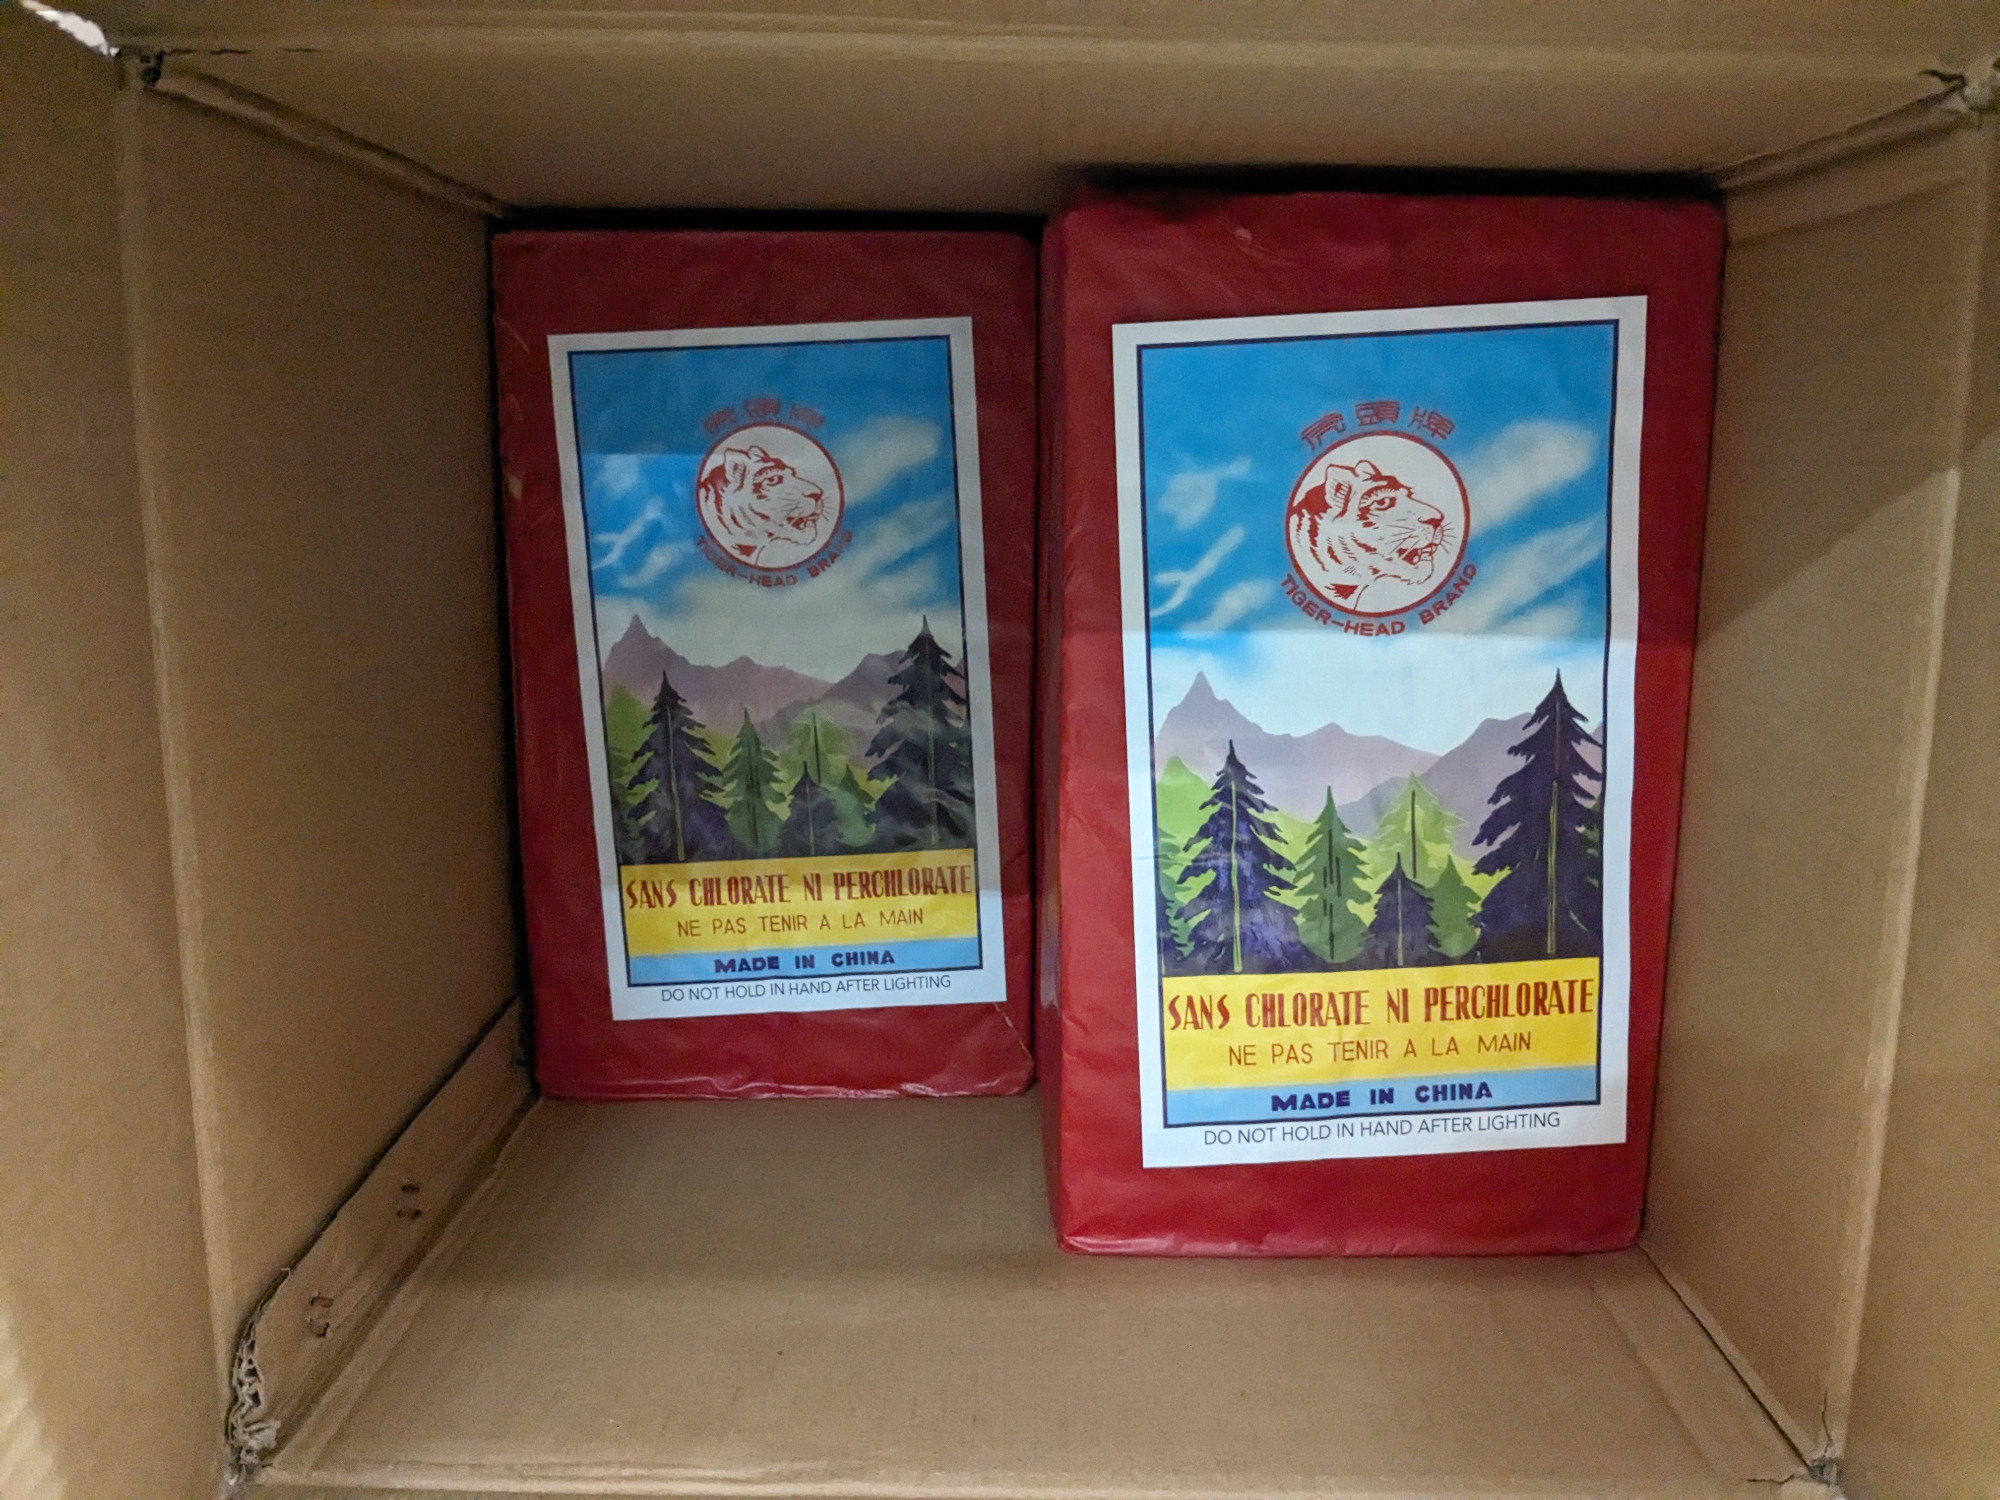 虎頭牌
TIGER-HEAD BRAND
SANS CHLORATE NI PERCHLORATE
NE PAS TENIR A LA MAIN
MADE IN CHINA
DO NOT HOLD IN HAND AFTER LIGHTING
虎頭牌
TIGER-HEAD BRAND
SANS CHLORATE NI PERCHLORATE
NE PAS TENIR A LA MAIN
MADE IN CHINA
DO NOT HOLD IN HAND AFTER LIGHTING